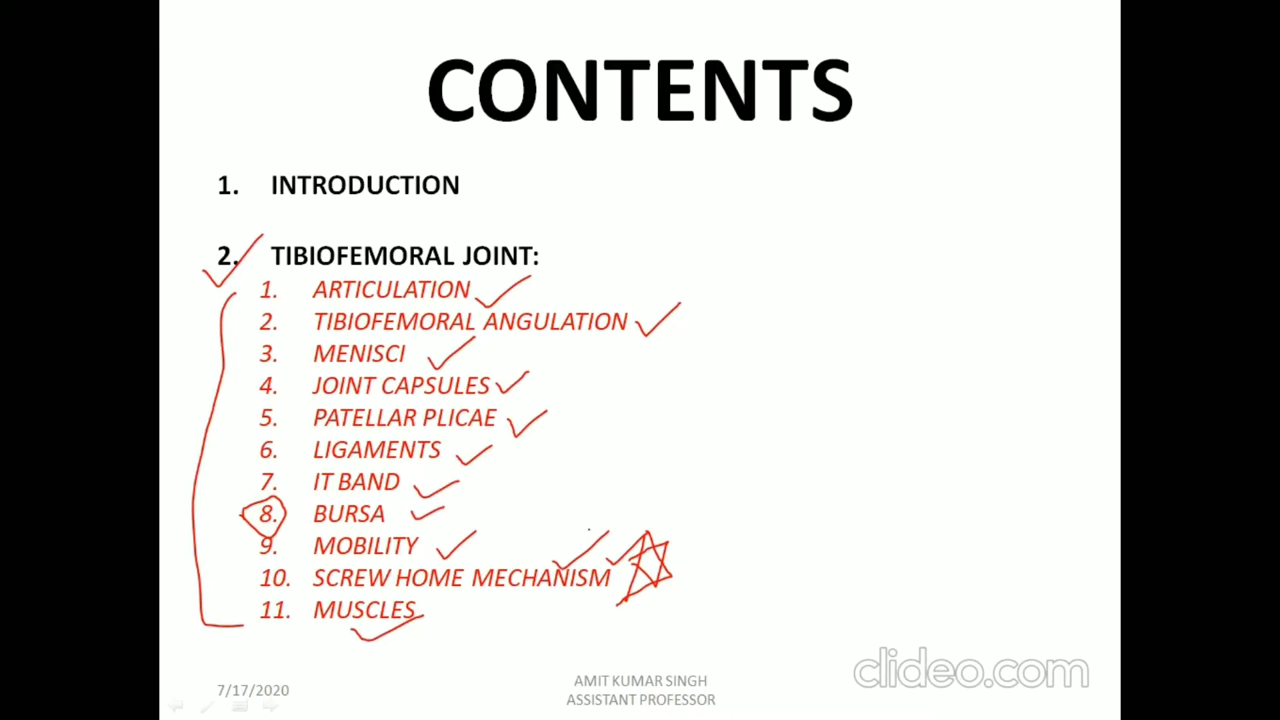 CONTENTS
1. INTRODUCTION
2. TIBIOFEMORAL JOINT:
1. ARTICULATION
2. TIBIOFEMORAL ANGULATION
3. MENISCI
4. JOINT CAPSULES
5. PATELLAR PLICAE
6. LIGAMENTS
7. IT BAND
8. BURSA
9. MOBILITY
10. SCREW HOME MECHANISM
11. MUSCLES
7/17/2020
AMIT KUMAR SINGH
ASSISTANT PROFESSOR
clideo.com